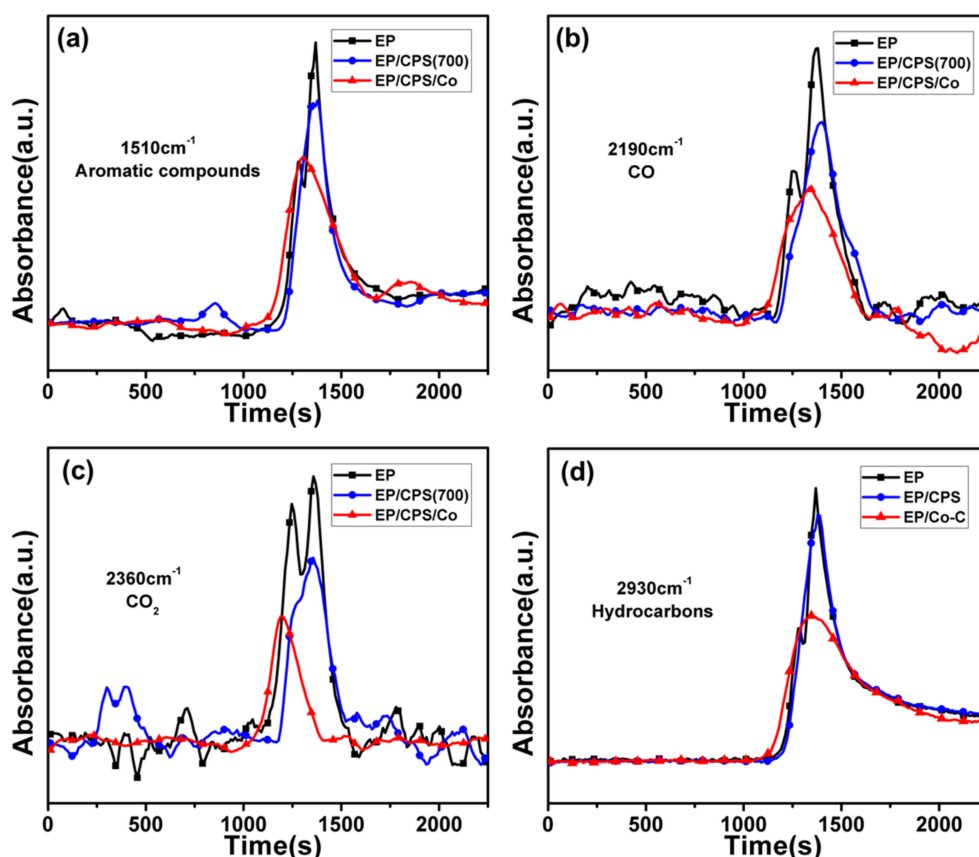 (a)
EP
EP/CPS(700)
EP/CPS/Co
1510cm⁻¹
Aromatic compounds
Absorbance(a.u.)
0 500 1000 1500 2000
Time(s)
(b)
EP
EP/CPS(700)
EP/CPS/Co
2190cm⁻¹
CO
Absorbance(a.u.)
0 500 1000 1500 2000
Time(s)
(c)
EP
EP/CPS(700)
EP/CPS/Co
2360cm⁻¹
CO₂
Absorbance(a.u.)
0 500 1000 1500 2000
Time(s)
(d)
EP
EP/CPS
EP/Co-C
2930cm⁻¹
Hydrocarbons
Absorbance(a.u.)
0 500 1000 1500 2000
Time(s)